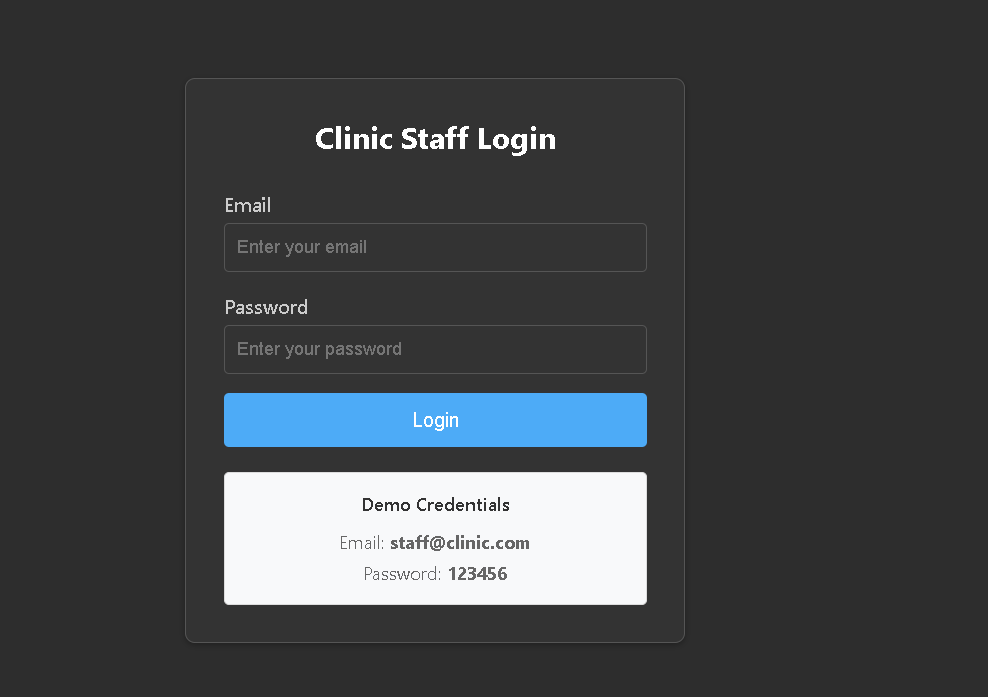 Clinic Staff Login
Email
Enter your email
Password
Enter your password
Login
Demo Credentials
Email: staff@clinic.com
Password: 123456